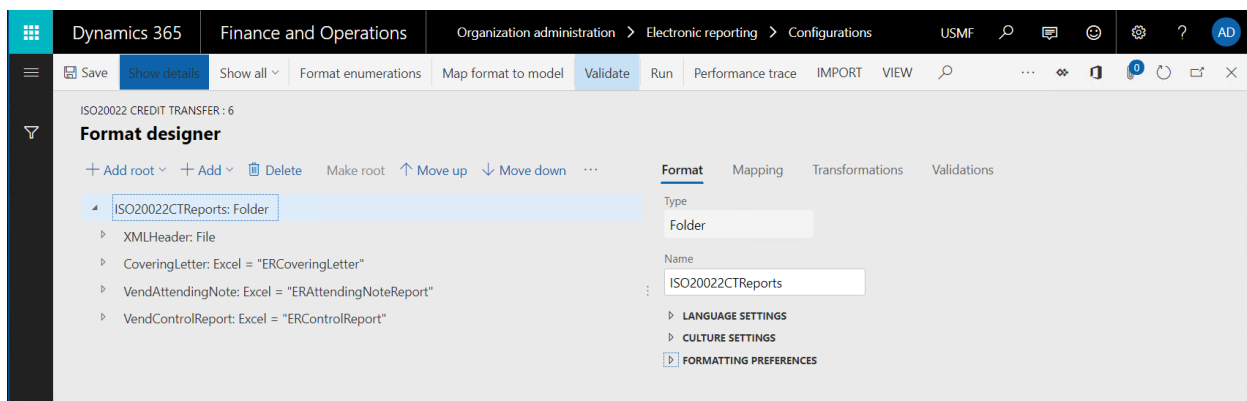 Dynamics 365 Finance and Operations Organization administration > Electronic reporting > Configurations USMF ? AD
Save Show details Show all Format enumerations Map format to model Validate Run Performance trace IMPORT VIEW ... 0
ISO20022 CREDIT TRANSFER : 6
Format designer
+ Add root + Add Delete Make root ↑ Move up ↓ Move down ...
Format Mapping Transformations Validations
ISO20022CTReports: Folder
XMLHeader: File
CoveringLetter: Excel = "ERCoveringLetter"
VendAttendingNote: Excel = "ERAttendingNoteReport"
VendControlReport: Excel = "ERControlReport"
Type
Folder
Name
ISO20022CTReports
LANGUAGE SETTINGS
CULTURE SETTINGS
FORMATTING PREFERENCES